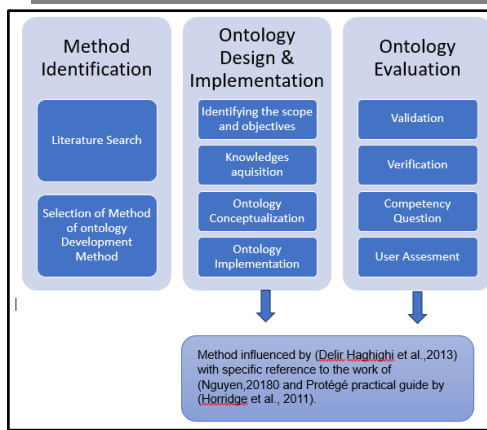 Method
Identification
Literature Search
Selection of Method
of ontology
Development
Method
Ontology
Design &
Implementation
Identifying the scope
and objectives
Knowledges
aquisition
Ontology
Conceptualization
Ontology
Implementation
Ontology
Evaluation
Validation
Verification
Competency
Question
User Assesment
Method influenced by (Delir Haghighi et al.,2013)
with specific reference to the work of
(Nguyen,20180 and Protégé practical guide by
(Horridge et al., 2011).